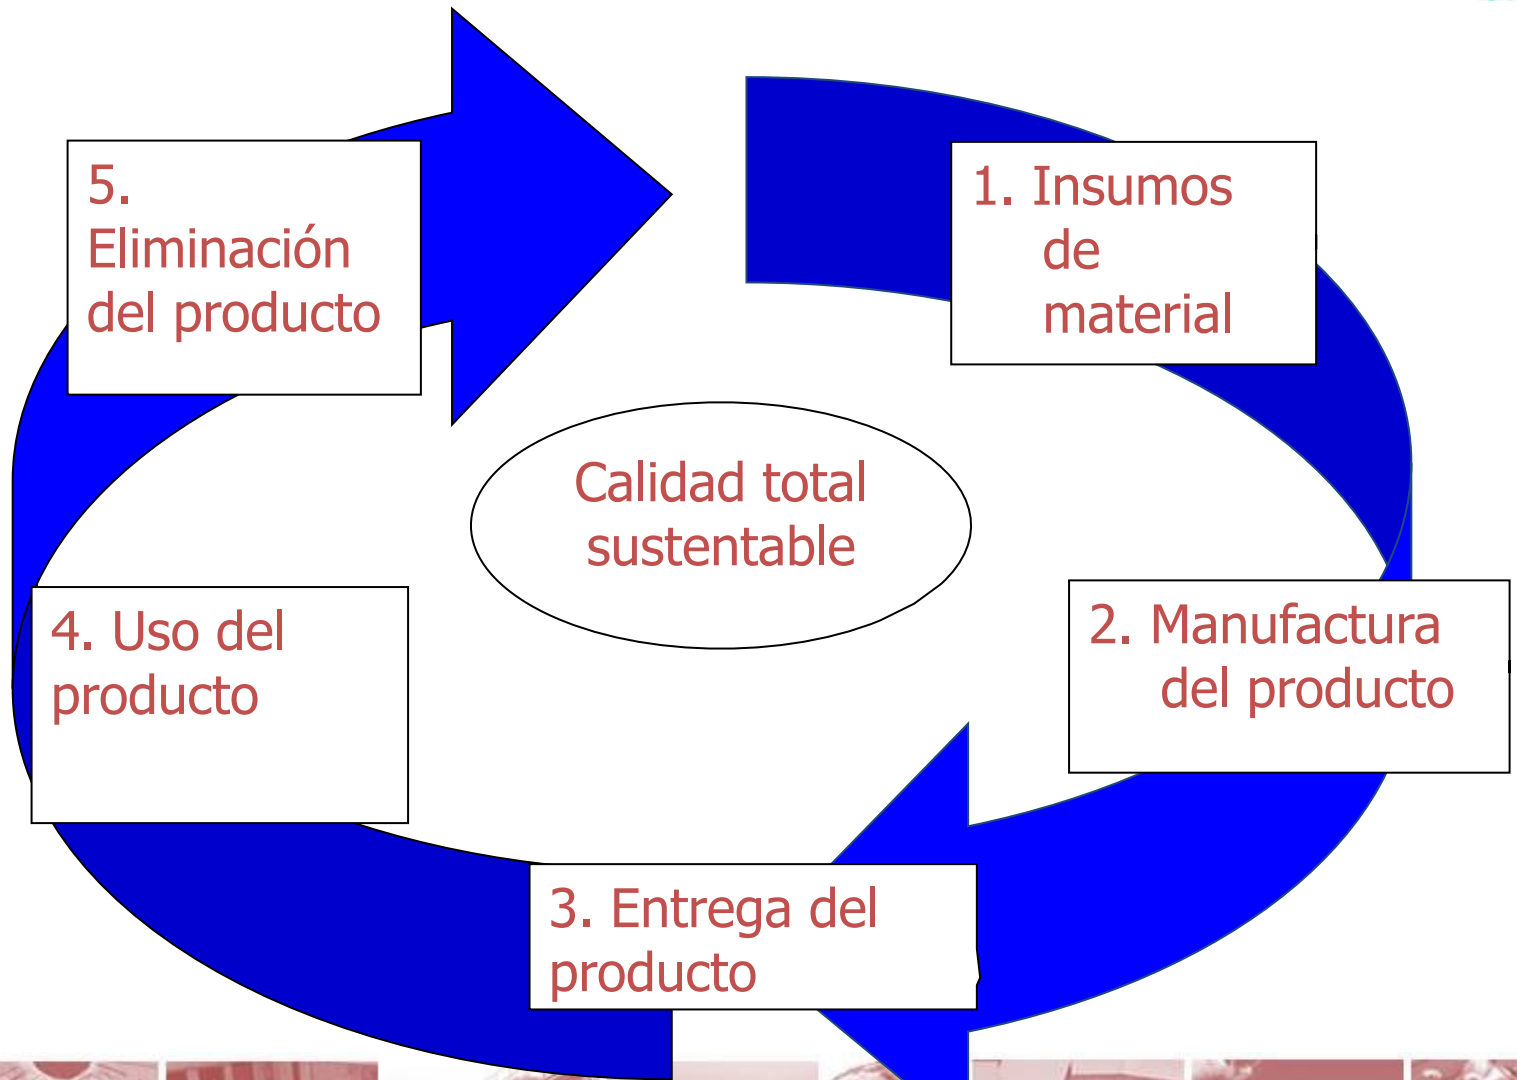 1. Insumos
de
material
2. Manufactura
del producto
3. Entrega del
producto
4. Uso del
producto
5.
Eliminación
del producto
Calidad total
sustentable